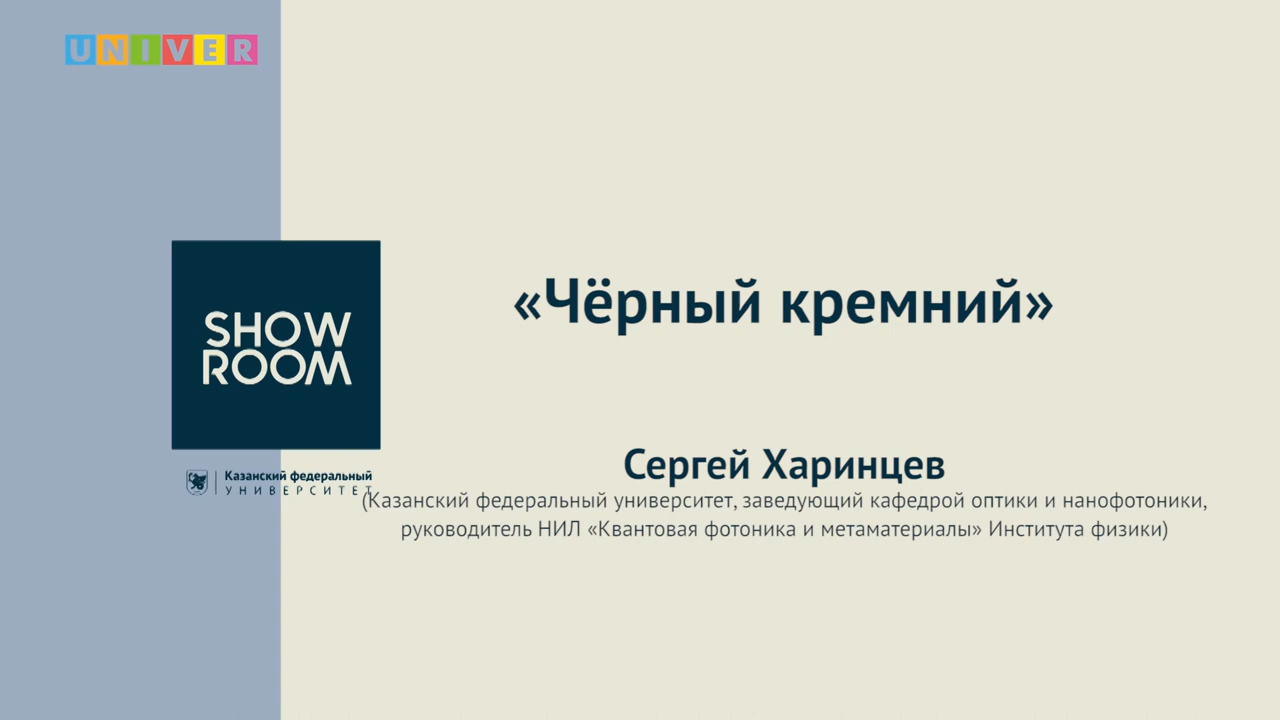 UNIVER
SHOW
ROOM
Казанский федеральный
УНИВЕРСИТЕТ
«Чёрный кремний»
Сергей Харинцев
(Казанский федеральный университет, заведующий кафедрой оптики и нанофотоники,
руководитель НИЛ «Квантовая фотоника и метаматериалы» Института физики)